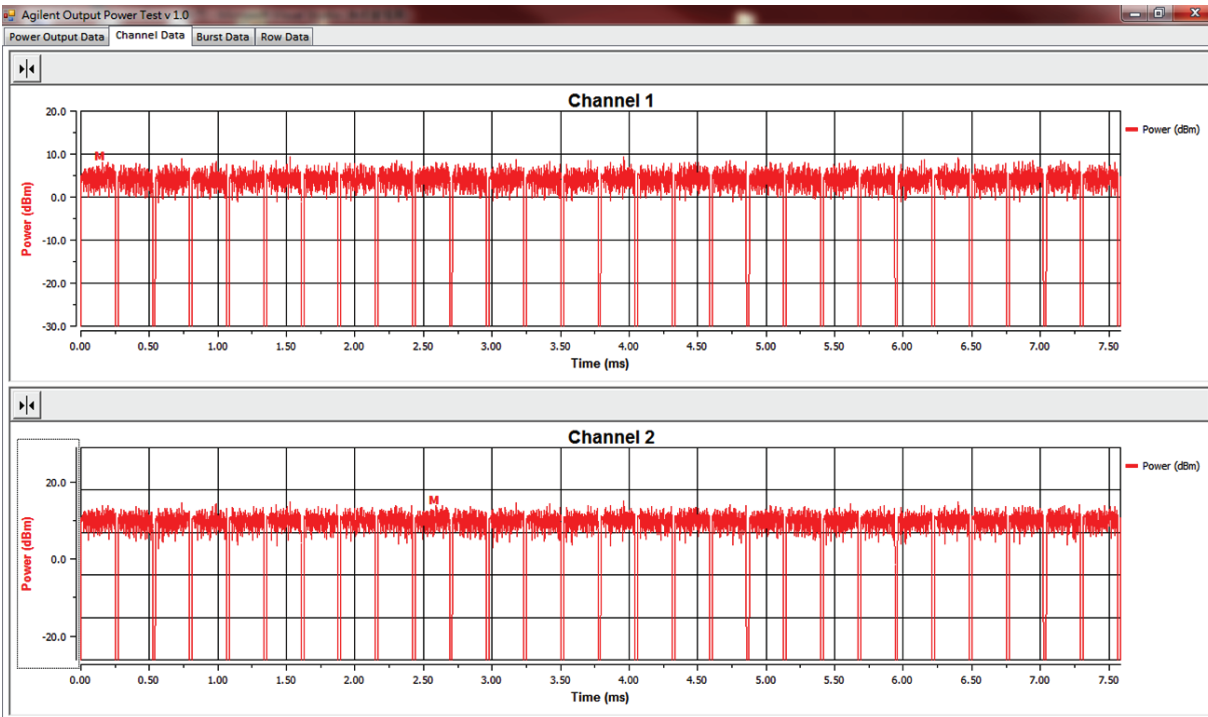 Agilent Output Power Test v 1.0
Power Output Data Channel Data Burst Data Row Data
Channel 1
Power (dBm)
20.0
10.0
0.0
-10.0
-20.0
-30.0
M
Power (dBm)
0.00 0.50 1.00 1.50 2.00 2.50 3.00 3.50 4.00 4.50 5.00 5.50 6.00 6.50 7.00 7.50
Time (ms)
Channel 2
Power (dBm)
20.0
0.0
-20.0
M
Power (dBm)
0.00 0.50 1.00 1.50 2.00 2.50 3.00 3.50 4.00 4.50 5.00 5.50 6.00 6.50 7.00 7.50
Time (ms)